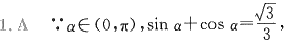 1. A ∵α∈(0,π),sin α+cos α=√3/3,